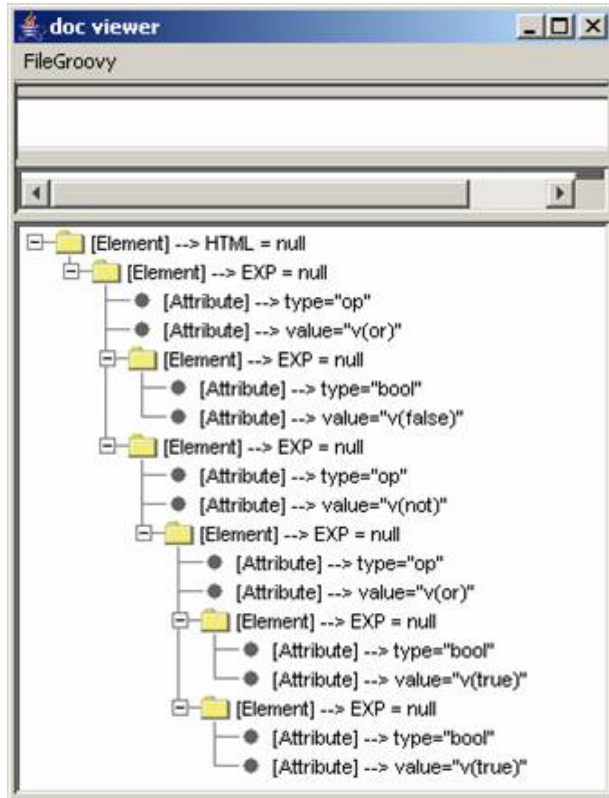 doc viewer
FileGroovy
[Element] --> HTML = null
[Element] --> EXP = null
[Attribute] --> type="op"
[Attribute] --> value="v(or)"
[Element] --> EXP = null
[Attribute] --> type="bool"
[Attribute] --> value="v(false)"
[Element] --> EXP = null
[Attribute] --> type="op"
[Attribute] --> value="v(not)"
[Element] --> EXP = null
[Attribute] --> type="op"
[Attribute] --> value="v(or)"
[Element] --> EXP = null
[Attribute] --> type="bool"
[Attribute] --> value="v(true)"
[Element] --> EXP = null
[Attribute] --> type="bool"
[Attribute] --> value="v(true)"